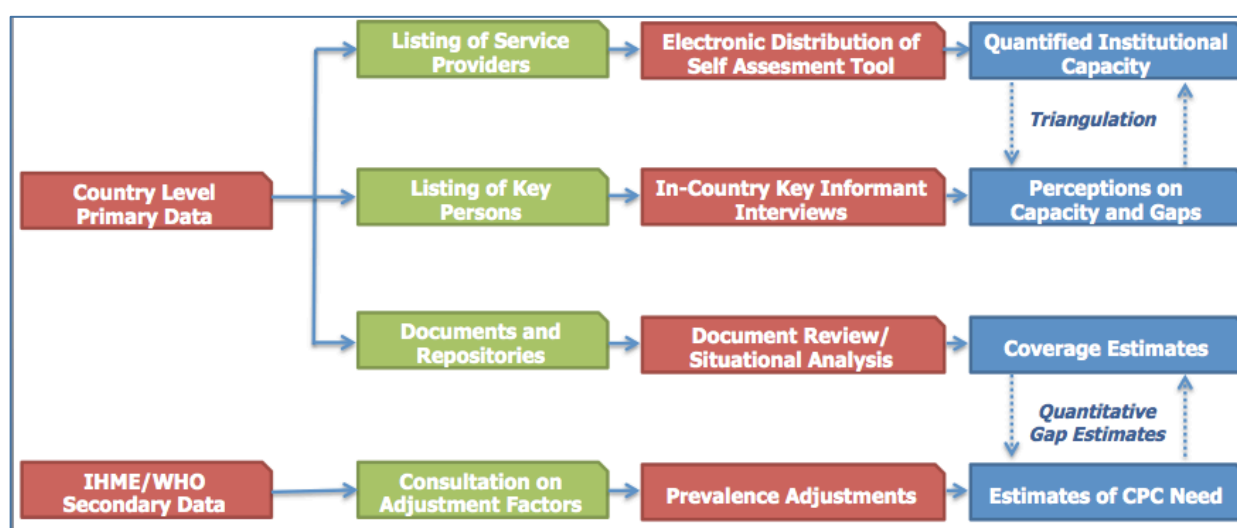 Listing of Service
Providers
Electronic Distribution of
Self Assesment Tool
Quantified Institutional
Capacity
Triangulation
Country Level
Primary Data
Listing of Key
Persons
In-Country Key Informant
Interviews
Perceptions on
Capacity and Gaps
Documents and
Repositories
Document Review/
Situational Analysis
Coverage Estimates
Quantitative
Gap Estimates
IHME/WHO
Secondary Data
Consultation on
Adjustment Factors
Prevalence Adjustments
Estimates of CPC Need